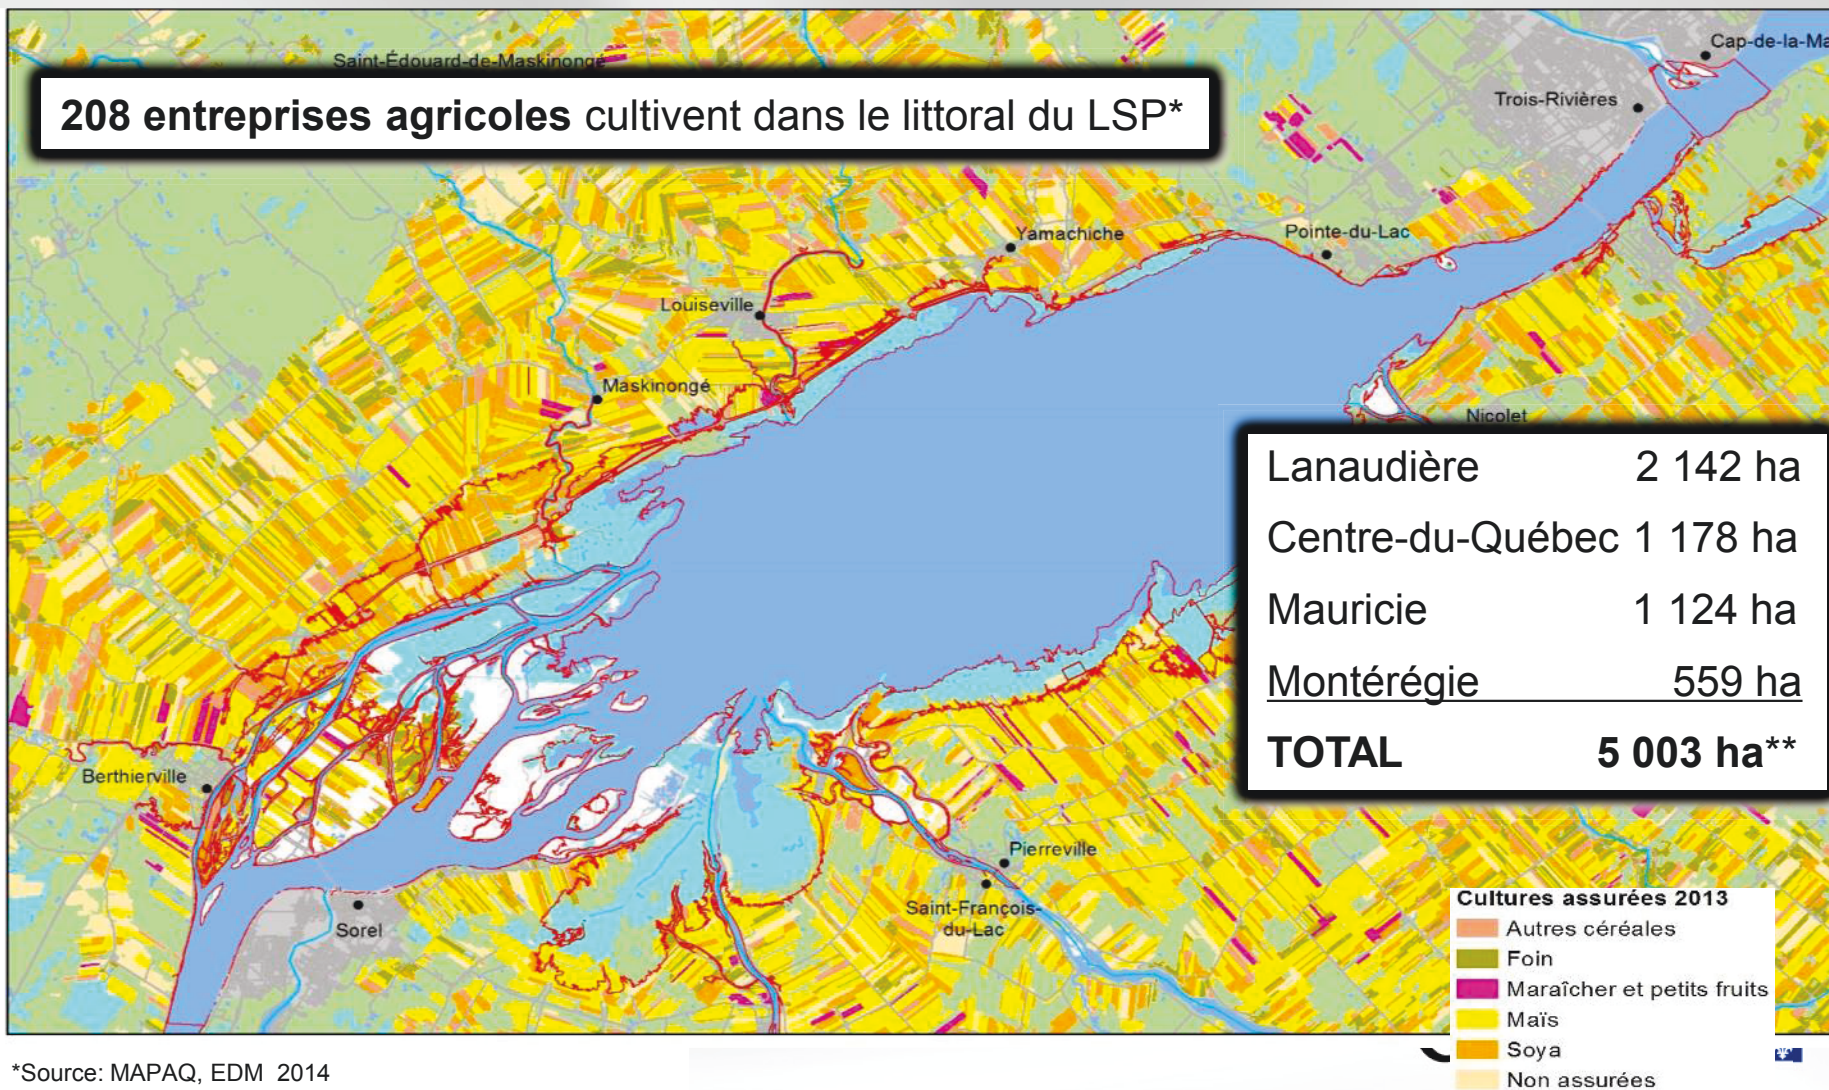 Saint-Édouard-de-Maskinongé
Cap-de-la-Ma
208 entreprises agricoles cultivent dans le littoral du LSP*
Trois-Rivières
Yamachiche
Pointe-du-Lac
Louiseville
Maskinongé
Nicolet
Lanaudière 2 142 ha
Centre-du-Québec 1 178 ha
Mauricie 1 124 ha
Montérégie 559 ha
TOTAL 5 003 ha**
Berthierville
Pierreville
Saint-François-
du-Lac
Sorel
Cultures assurées 2013
Autres céréales
Foin
Maraîcher et petits fruits
Maïs
Soya
Non assurées
*Source: MAPAQ, EDM 2014